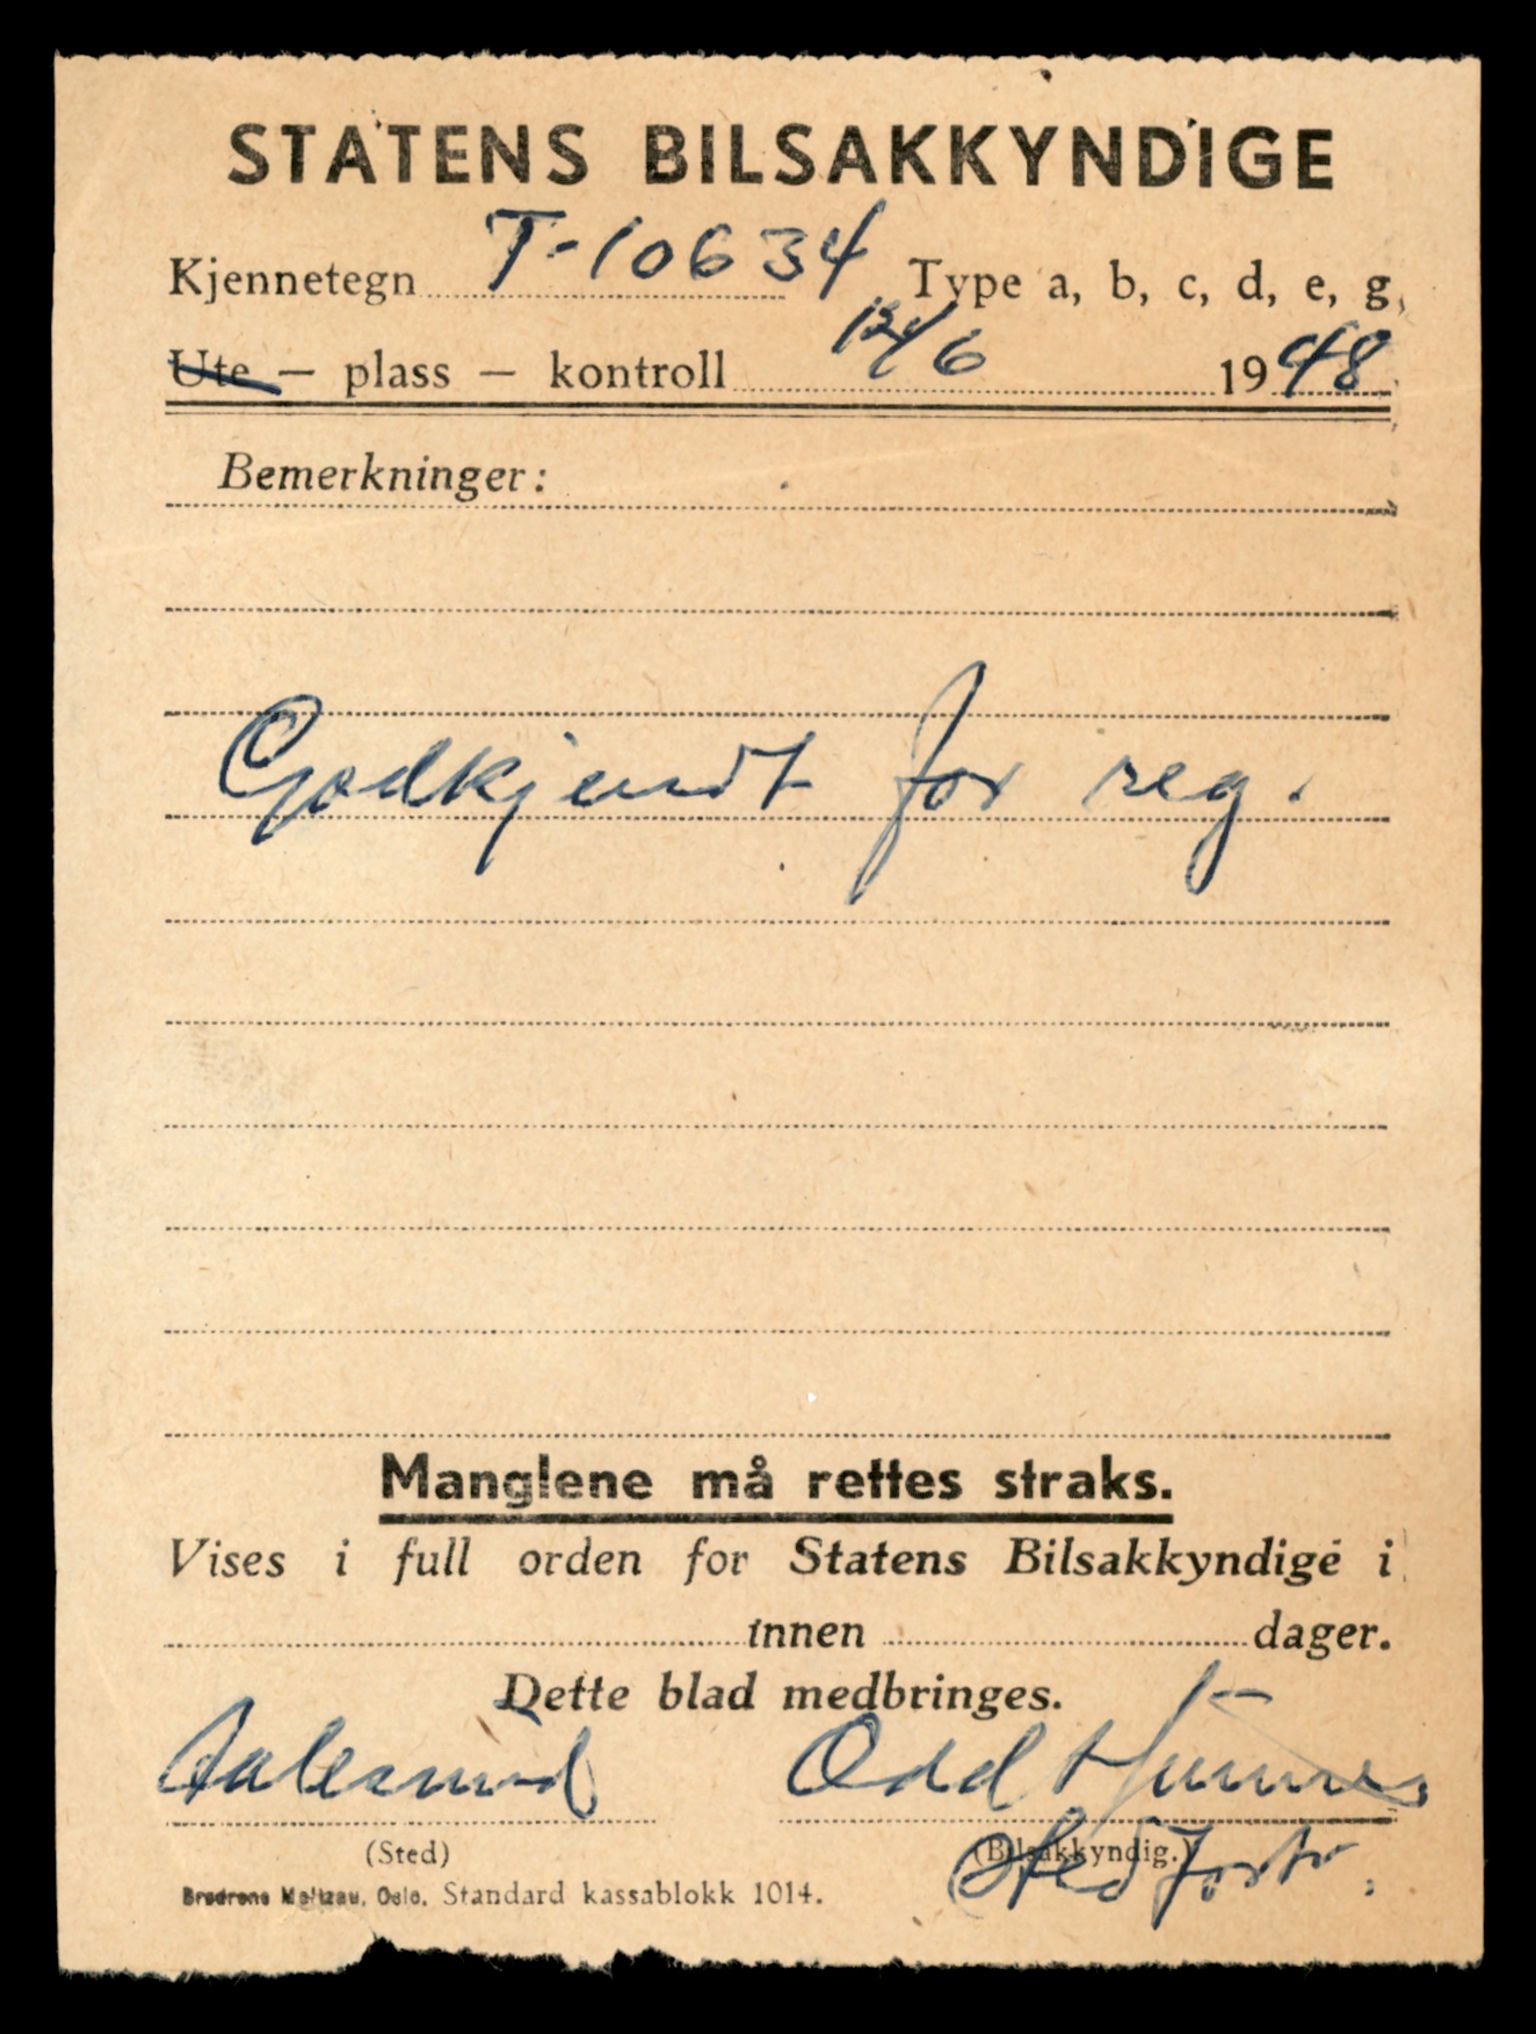 STATENS BILSAKKYNDIGE
Kjennetegn T-10634 Type a, b, c, d, e, g,
Ute — plass — kontroll 12/6 1948
Bemerkninger:
Godkjendt for reg.
Manglene må rettes straks.
Vises i full orden for Statens Bilsakkyndige i
innen dager.
Dette blad medbringes.
Aalesund Odd
(Sted) (Bilsakkyndig.)
Brødrene Maltzau, Oslo. Standard kassablokk 1014.